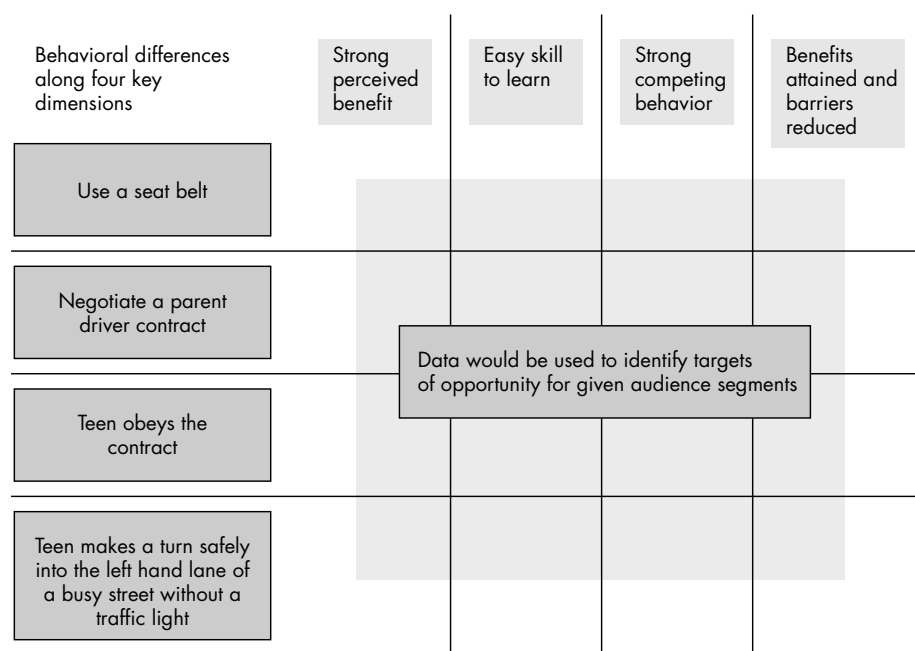 Behavioral differences
along four key
dimensions
Strong
perceived
benefit
Easy skill
to learn
Strong
competing
behavior
Benefits
attained and
barriers
reduced
Use a seat belt
Negotiate a parent
driver contract
Data would be used to identify targets
of opportunity for given audience segments
Teen obeys the
contract
Teen makes a turn safely
into the left hand lane of
a busy street without a
traffic light